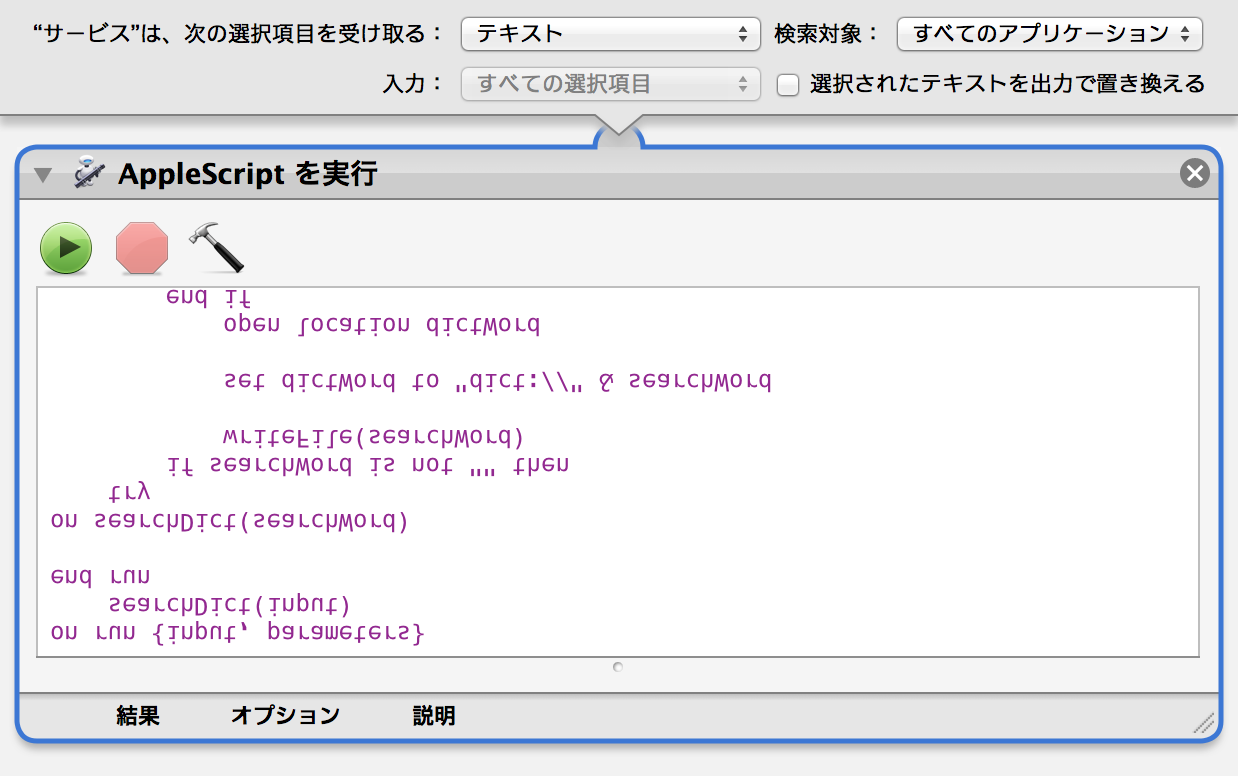 “サービス”は、次の選択項目を受け取る： テキスト 検索対象： すべてのアプリケーション
入力： すべての選択項目 選択されたテキストを出力で置き換える
AppleScript を実行
on run {input, parameters}
searchDict(input)
end run
on searchDict(searchWord)
try
if searchWord is not "" then
writeFile(searchWord)
set dictWord to "dict://" & searchWord
open location dictWord
end if
結果 オプション 説明